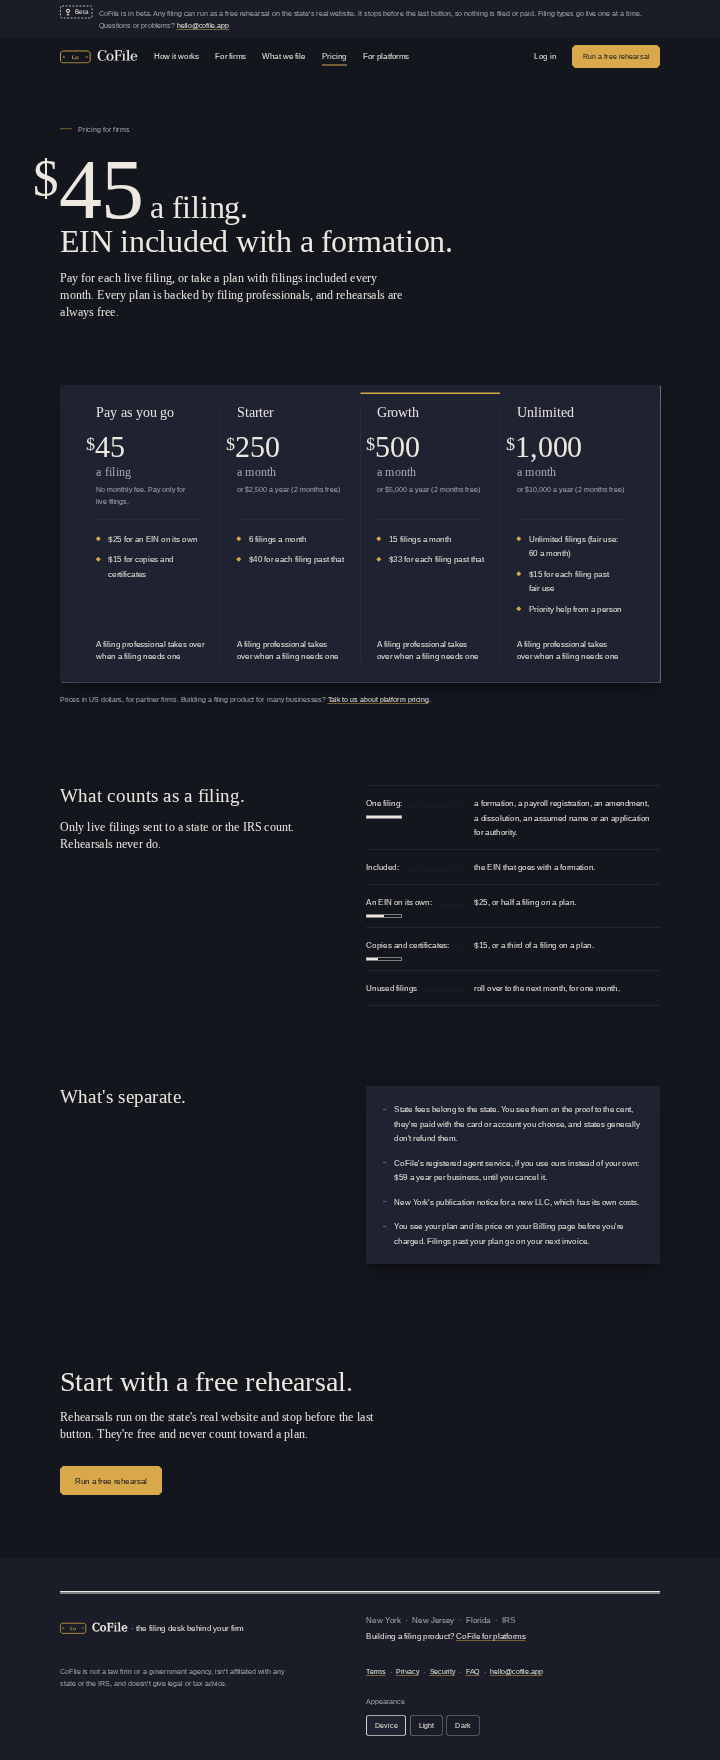 Beta
CoFile is in beta. Any filing can run as a free rehearsal on the state's real website. It stops before the last button, so nothing is filed or paid. Filing types go live one at a time.
Questions or problems? hello@cofile.app
Co CoFile How it works For firms What we file Pricing For platforms Log in Run a free rehearsal
Pricing for firms
$45 a filing.
EIN included with a formation.
Pay for each live filing, or take a plan with filings included every
month. Every plan is backed by filing professionals, and rehearsals are
always free.
Pay as you go
$45
a filing
No monthly fee. Pay only for
live filings.
$25 for an EIN on its own
$15 for copies and
certificates
A filing professional takes over
when a filing needs one
Starter
$250
a month
or $2,500 a year (2 months free)
6 filings a month
$40 for each filing past that
A filing professional takes
over when a filing needs one
Growth
$500
a month
or $5,000 a year (2 months free)
15 filings a month
$33 for each filing past that
A filing professional takes
over when a filing needs one
Unlimited
$1,000
a month
or $10,000 a year (2 months free)
Unlimited filings (fair use:
60 a month)
$15 for each filing past
fair use
Priority help from a person
A filing professional takes
over when a filing needs one
Prices in US dollars, for partner firms. Building a filing product for many businesses? Talk to us about platform pricing.
What counts as a filing.
Only live filings sent to a state or the IRS count.
Rehearsals never do.
One filing: a formation, a payroll registration, an amendment,
a dissolution, an assumed name or an application
for authority.
Included: the EIN that goes with a formation.
An EIN on its own: $25, or half a filing on a plan.
Copies and certificates: $15, or a third of a filing on a plan.
Unused filings roll over to the next month, for one month.
What's separate.
– State fees belong to the state. You see them on the proof to the cent,
they're paid with the card or account you choose, and states generally
don't refund them.
– CoFile's registered agent service, if you use ours instead of your own:
$59 a year per business, until you cancel it.
– New York's publication notice for a new LLC, which has its own costs.
– You see your plan and its price on your Billing page before you're
charged. Filings past your plan go on your next invoice.
Start with a free rehearsal.
Rehearsals run on the state's real website and stop before the last
button. They're free and never count toward a plan.
Run a free rehearsal
Co CoFile · the filing desk behind your firm
CoFile is not a law firm or a government agency, isn't affiliated with any
state or the IRS, and doesn't give legal or tax advice.
New York · New Jersey · Florida · IRS
Building a filing product? CoFile for platforms
Terms · Privacy · Security · FAQ · hello@cofile.app
Appearance
Device Light Dark